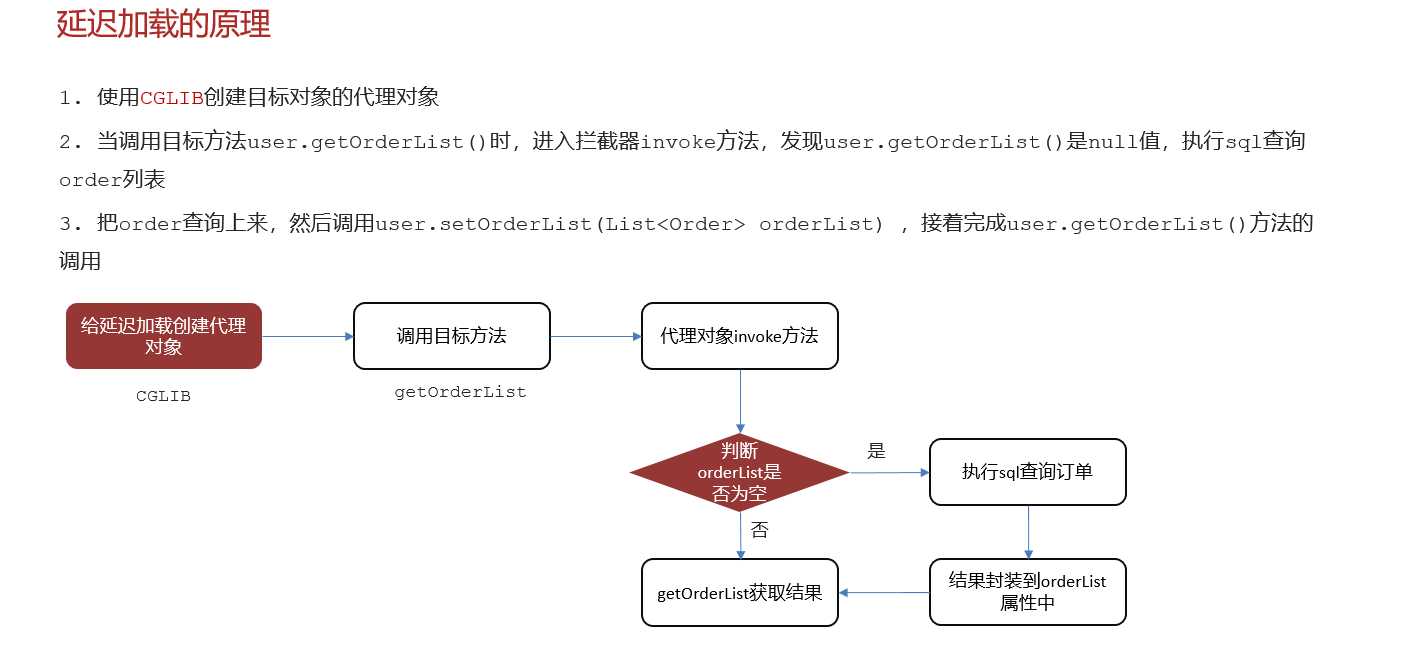 延迟加载的原理
1. 使用CGLIB创建目标对象的代理对象
2. 当调用目标方法user.getOrderList()时，进入拦截器invoke方法，发现user.getOrderList()是null值，执行sql查询
order列表
3. 把order查询上来，然后调用user.setOrderList(List<Order> orderList) ，接着完成user.getOrderList()方法的
调用
给延迟加载创建代理
对象
调用目标方法
代理对象invoke方法
CGLIB
getOrderList
判断
orderList是
否为空
是
执行sql查询订单
否
getOrderList获取结果
结果封装到orderList
属性中